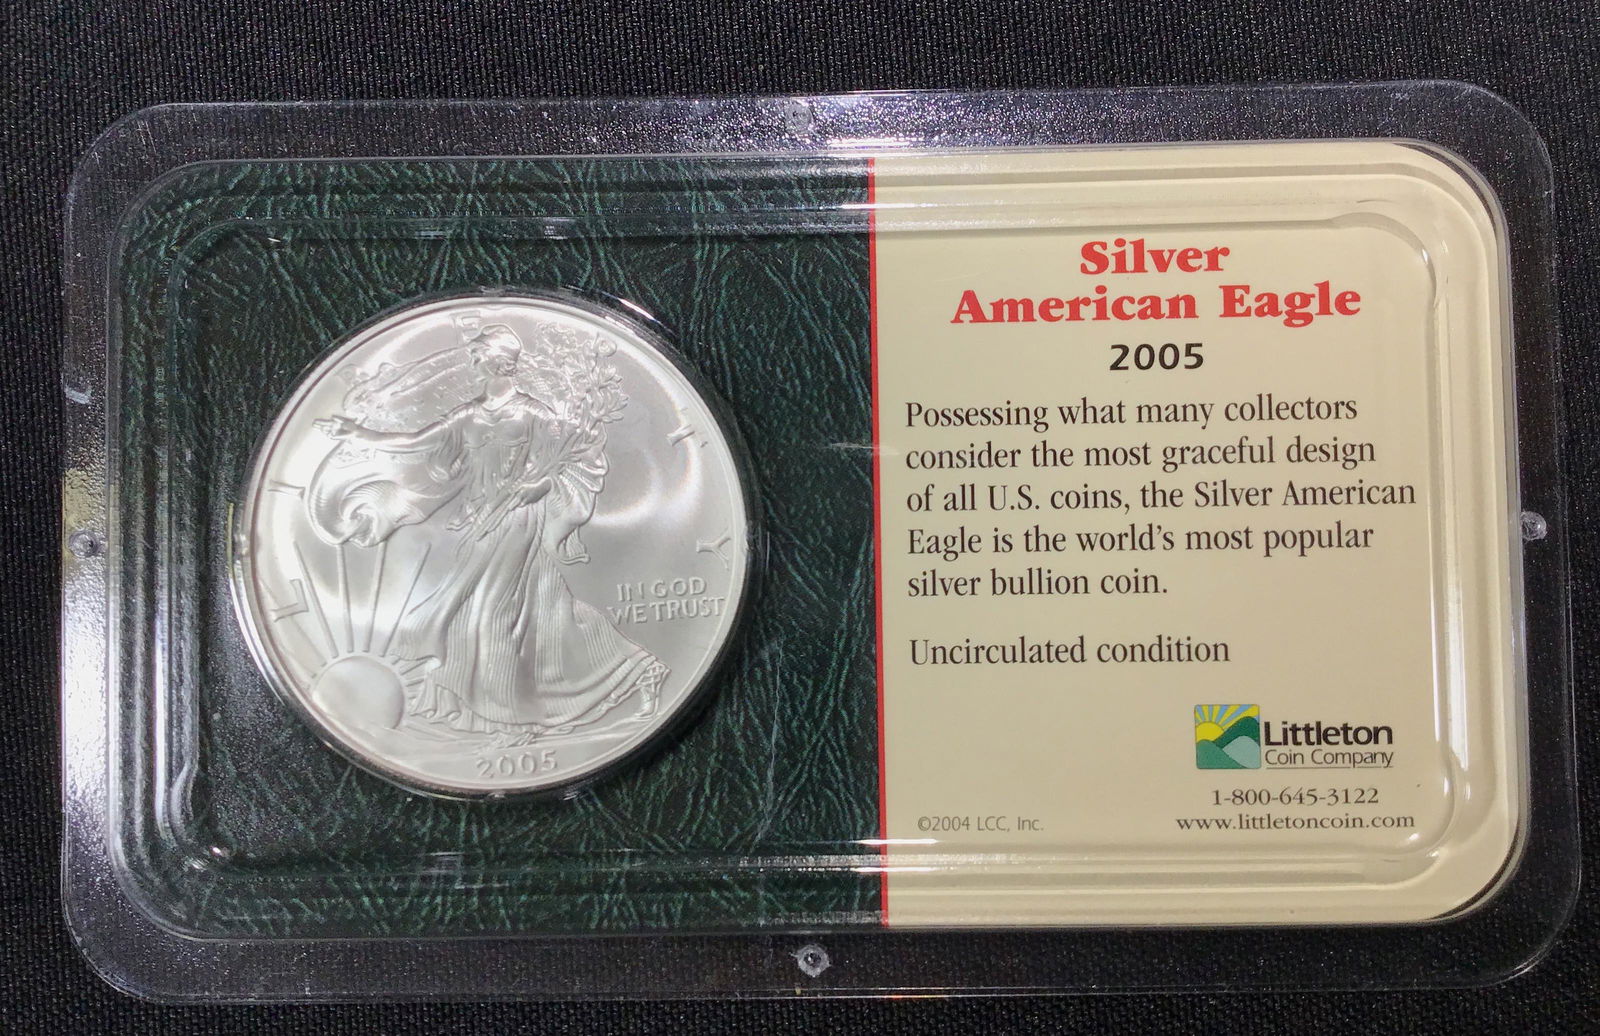 LIBERTY
IN GOD
WE TRUST
2005
Silver
American Eagle
2005
Possessing what many collectors
consider the most graceful design
of all U.S. coins, the Silver American
Eagle is the world's most popular
silver bullion coin.
Uncirculated condition
Littleton
Coin Company
1-800-645-3122
©2004 LCC, Inc.
www.littletoncoin.com